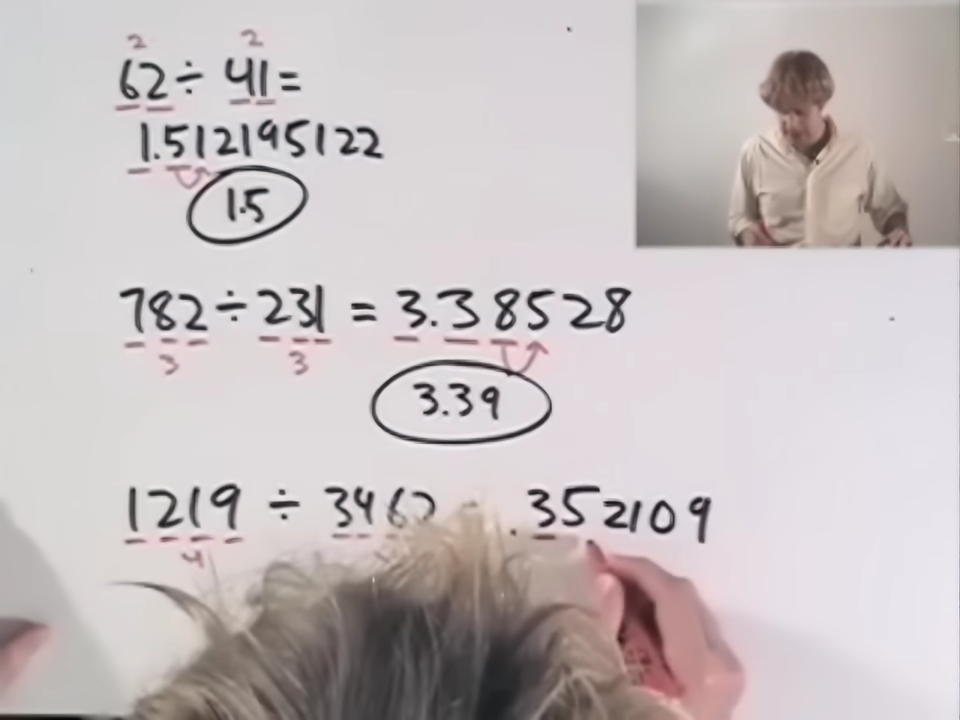 2 2
62 ÷ 41 =
1.512195122
1.5
782 ÷ 231 = 3.38528
3 3
3.39
1219 ÷ 3462 .352109
4